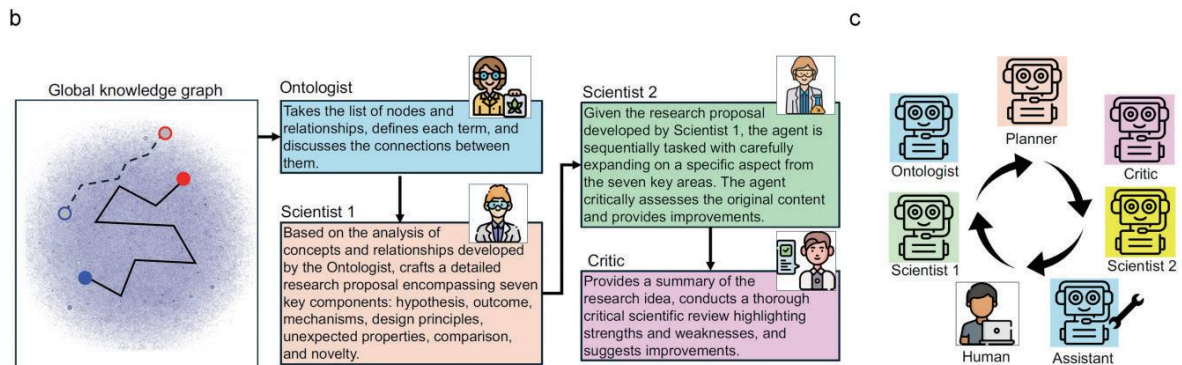 b
c
Global knowledge graph
Ontologist
Takes the list of nodes and
relationships, defines each term, and
discusses the connections between
them.
Scientist 1
Based on the analysis of
concepts and relationships developed
by the Ontologist, crafts a detailed
research proposal encompassing seven
key components: hypothesis, outcome,
mechanisms, design principles,
unexpected properties, comparison,
and novelty.
Scientist 2
Given the research proposal
developed by Scientist 1, the agent is
sequentially tasked with carefully
expanding on a specific aspect from
the seven key areas. The agent
critically assesses the original content
and provides improvements.
Critic
Provides a summary of the
research idea, conducts a thorough
critical scientific review highlighting
strengths and weaknesses, and
suggests improvements.
Planner
Ontologist
Critic
Scientist 1
Scientist 2
Human
Assistant